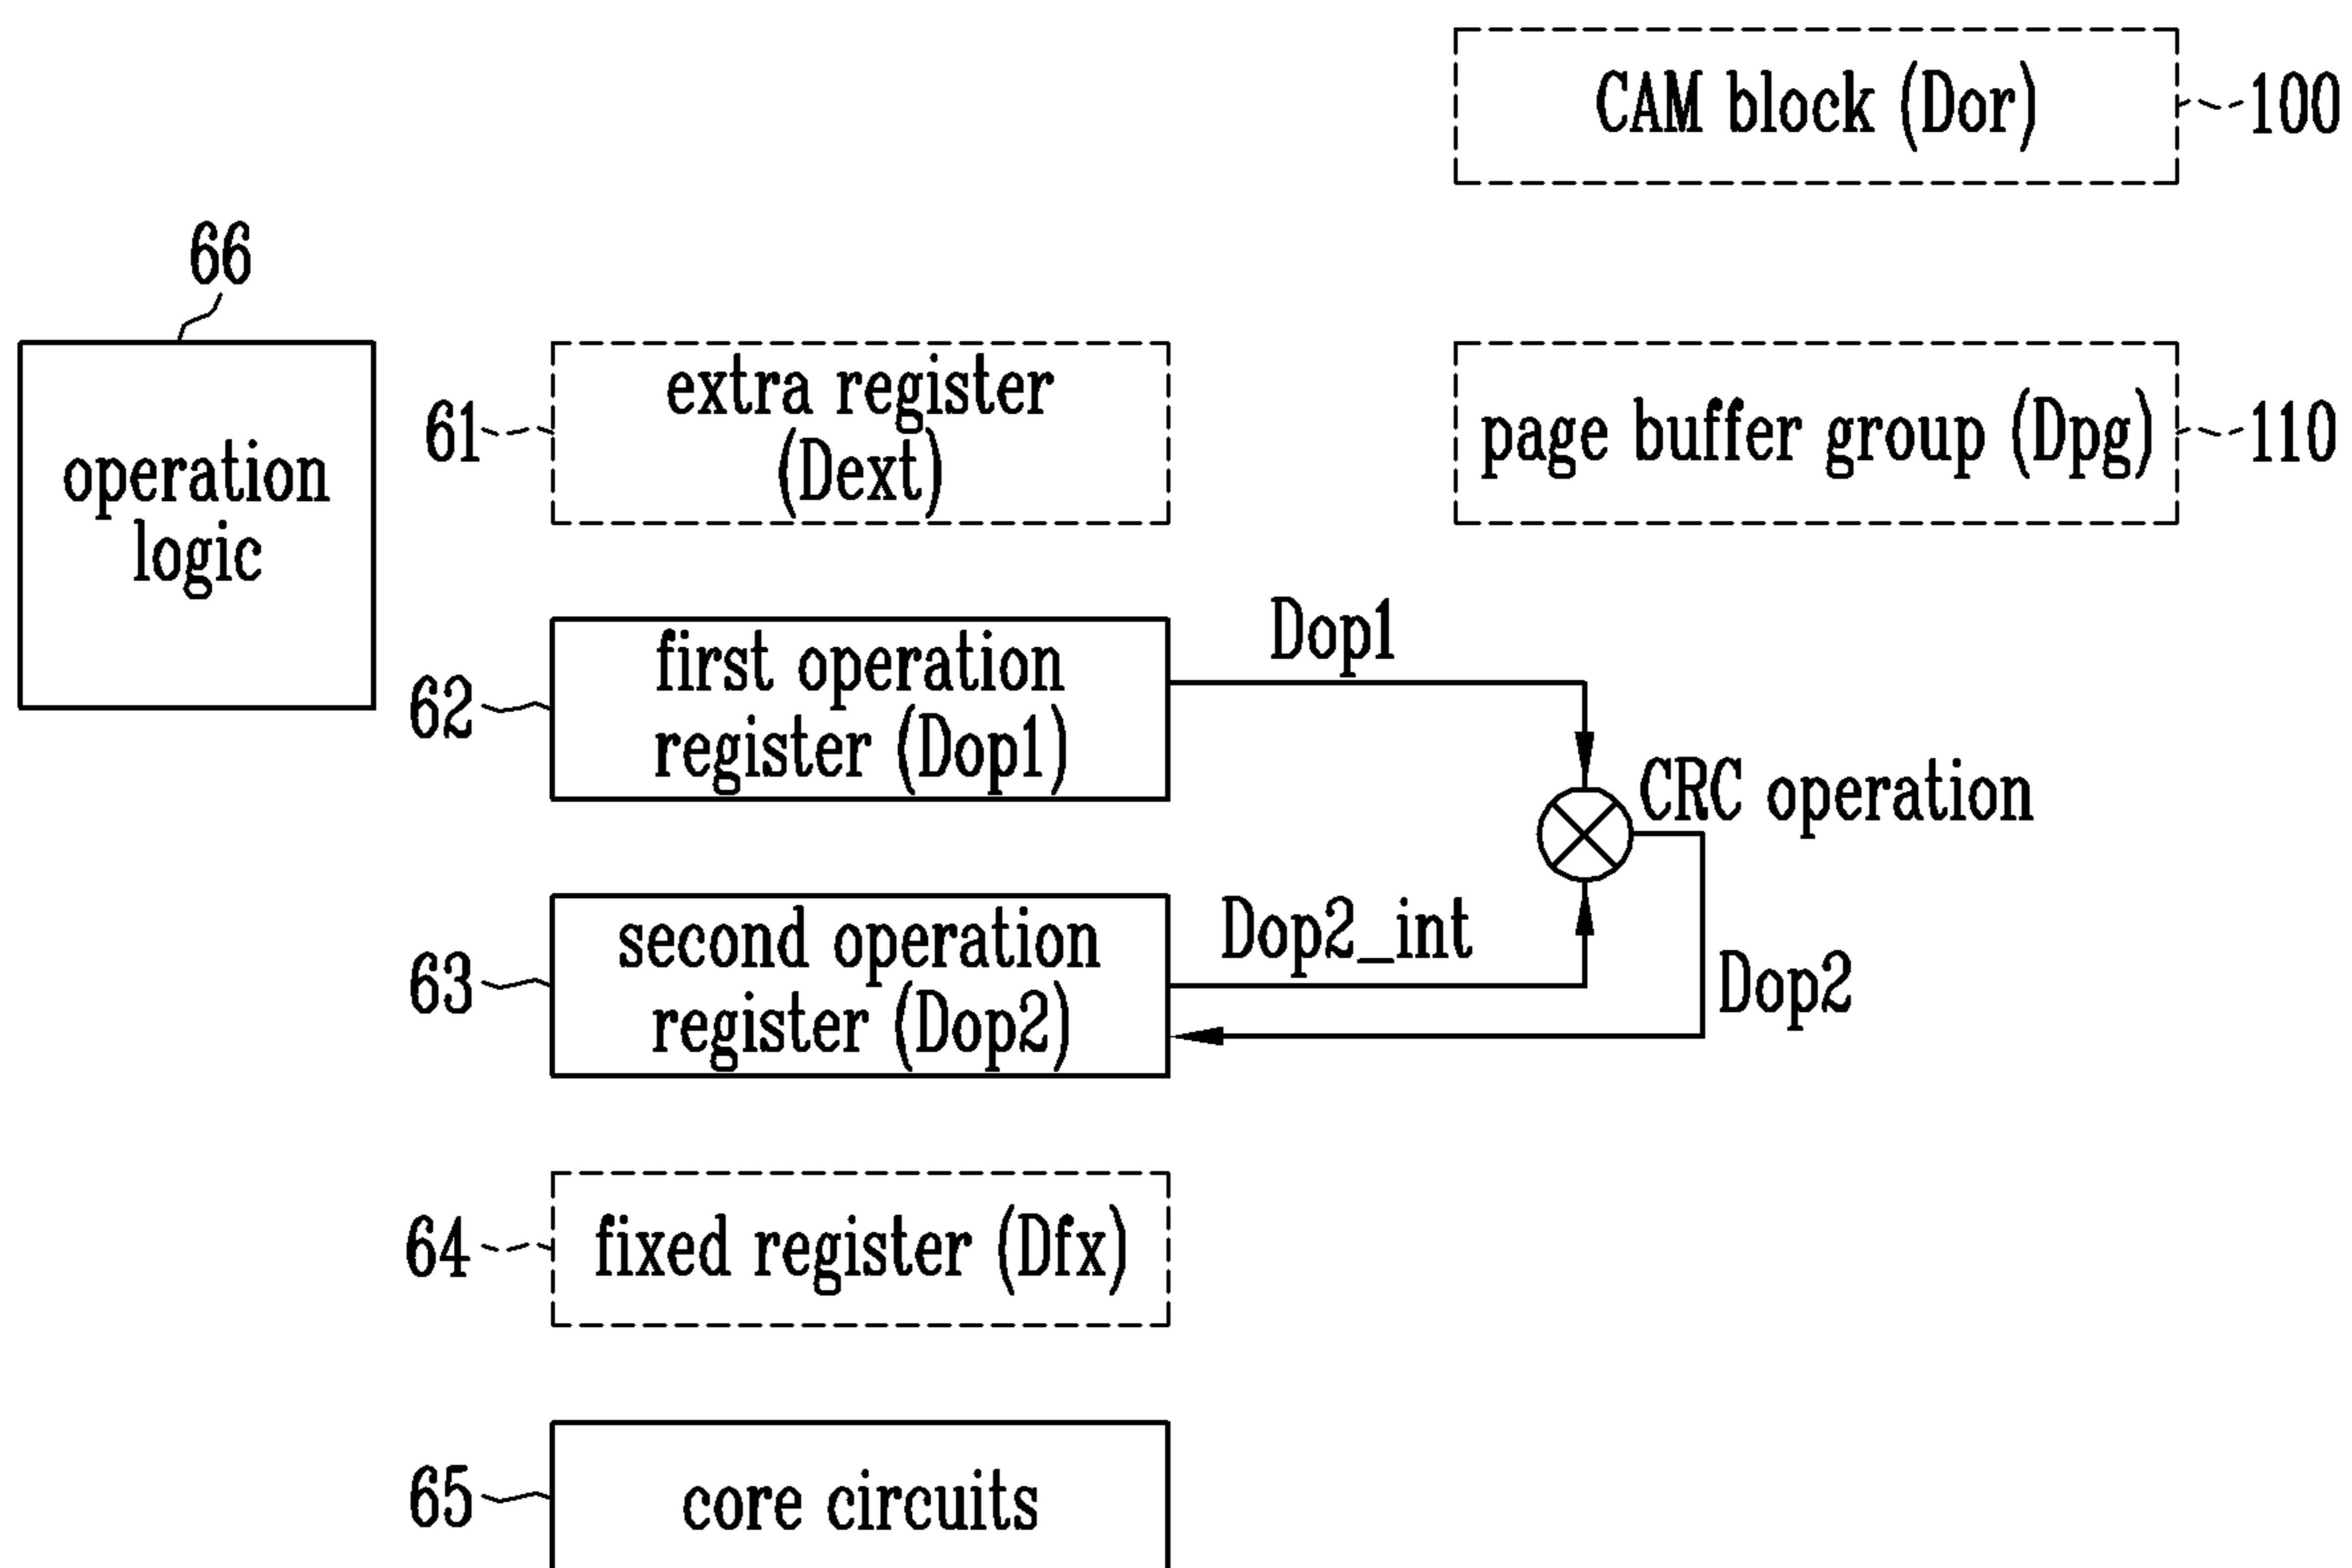 CAM block (Dor)
100
66
operation
logic
61
extra register
(Dext)
page buffer group (Dpg)
110
62
first operation
register (Dop1)
Dop1
CRC operation
63
second operation
register (Dop2)
Dop2_int
Dop2
64
fixed register (Dfx)
65
core circuits